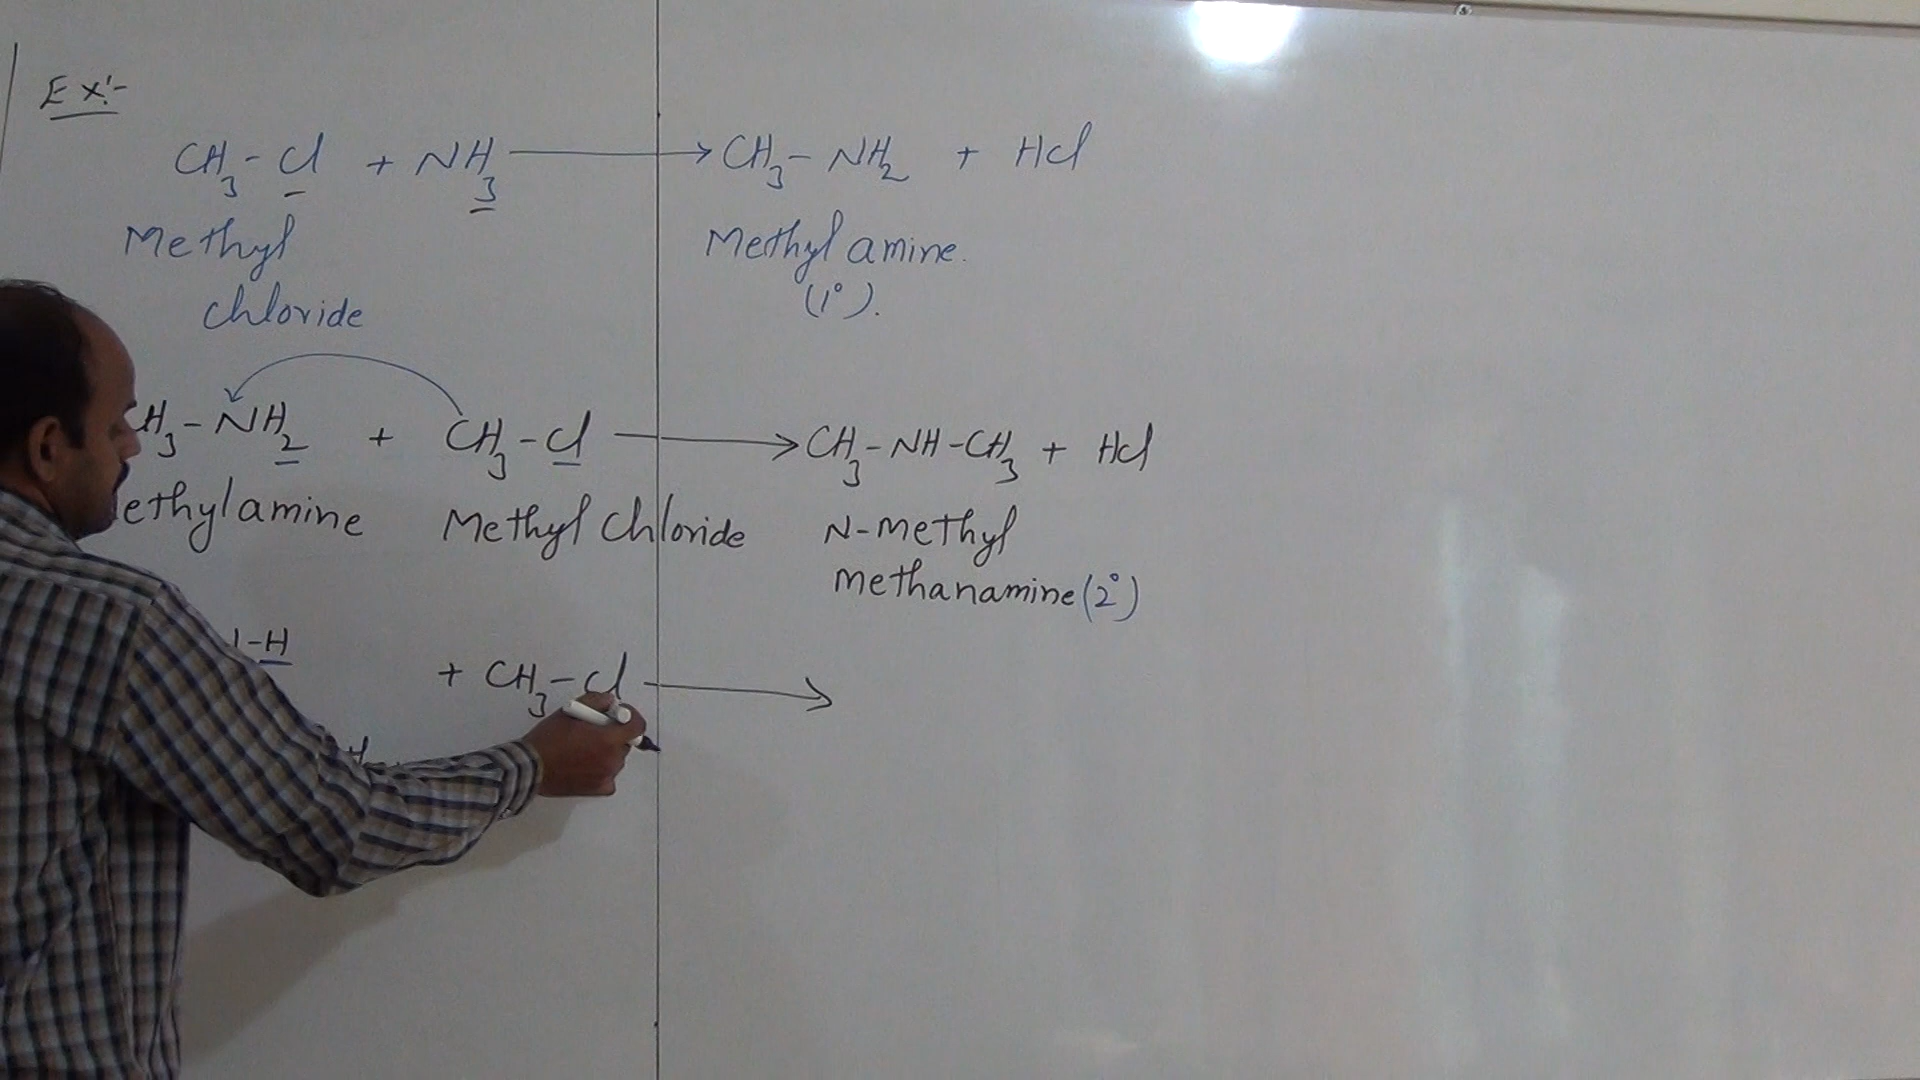 Ex:-
CH₃-Cl + NH₃ → CH₃-NH₂ + HCl
Methyl Methyl amine.
chloride (1°).
H₃-NH₂ + CH₃-Cl → CH₃-NH-CH₃ + HCl
ethylamine Methyl chloride N-methyl
methanamine (2°)
-H + CH₃-Cl →